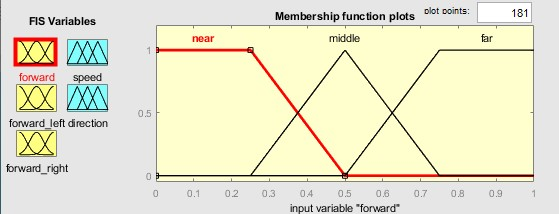 FIS Variables
Membership function plots
plot points:
181
near
middle
far
forward
speed
forward_left
direction
forward_right
1
0.5
0
0
0.1
0.2
0.3
0.4
0.5
0.6
0.7
0.8
0.9
1
input variable "forward"